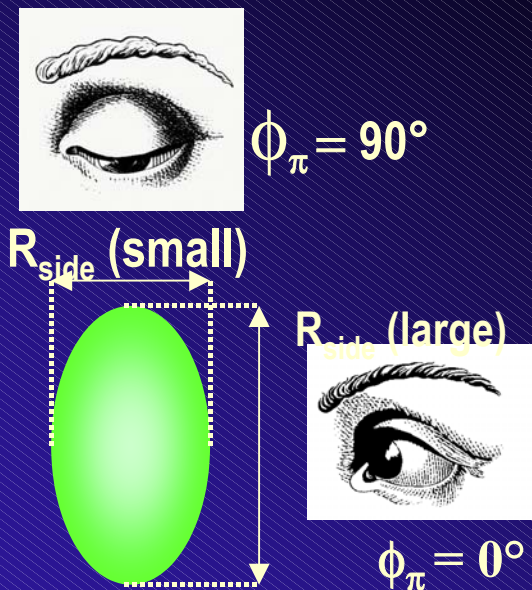 ϕπ = 90°
Rside (small)
Rside (large)
ϕπ = 0°